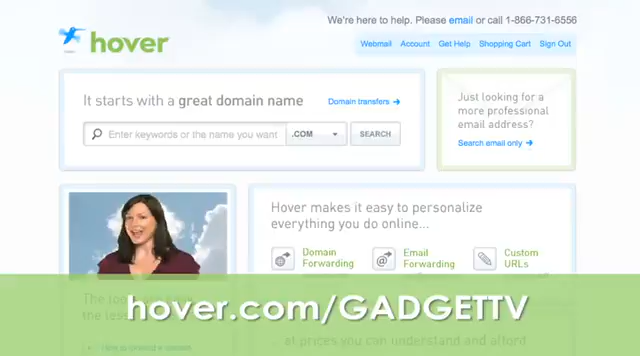 We're here to help. Please email or call 1-866-731-6556
hover
Webmail Account Get Help Shopping Cart Sign Out
It starts with a great domain name
Domain transfers
Enter keywords or the name you want
.COM
SEARCH
Just looking for a
more professional
email address?
Search email only
Hover makes it easy to personalize
everything you do online...
Domain
Forwarding
Email
Forwarding
Custom
URLs
hover.com/GADGETTV
... at prices you can understand and afford